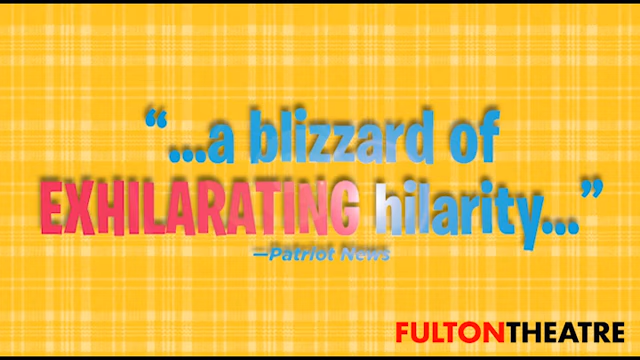 “...a blizzard of
EXHILARATING hilarity...”
—Patriot News
FULTONTHEATRE